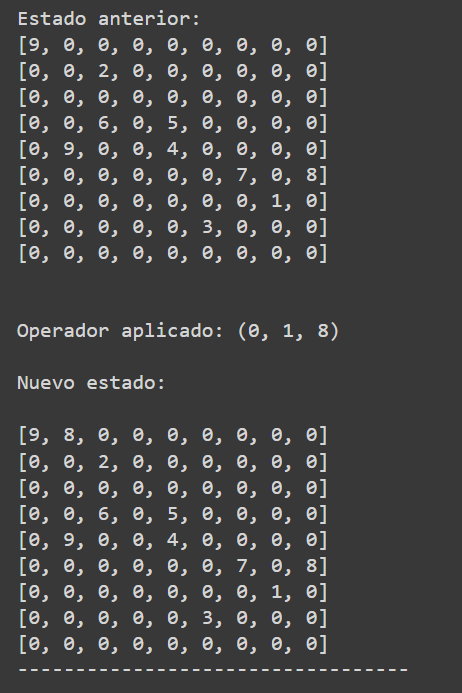 Estado anterior:
[9, 0, 0, 0, 0, 0, 0, 0, 0]
[0, 0, 2, 0, 0, 0, 0, 0, 0]
[0, 0, 0, 0, 0, 0, 0, 0, 0]
[0, 0, 6, 0, 5, 0, 0, 0, 0]
[0, 9, 0, 0, 4, 0, 0, 0, 0]
[0, 0, 0, 0, 0, 0, 7, 0, 8]
[0, 0, 0, 0, 0, 0, 0, 1, 0]
[0, 0, 0, 0, 0, 3, 0, 0, 0]
[0, 0, 0, 0, 0, 0, 0, 0, 0]
Operador aplicado: (0, 1, 8)
Nuevo estado:
[9, 8, 0, 0, 0, 0, 0, 0, 0]
[0, 0, 2, 0, 0, 0, 0, 0, 0]
[0, 0, 0, 0, 0, 0, 0, 0, 0]
[0, 0, 6, 0, 5, 0, 0, 0, 0]
[0, 9, 0, 0, 4, 0, 0, 0, 0]
[0, 0, 0, 0, 0, 0, 7, 0, 8]
[0, 0, 0, 0, 0, 0, 0, 1, 0]
[0, 0, 0, 0, 0, 3, 0, 0, 0]
[0, 0, 0, 0, 0, 0, 0, 0, 0]
----------------------------------